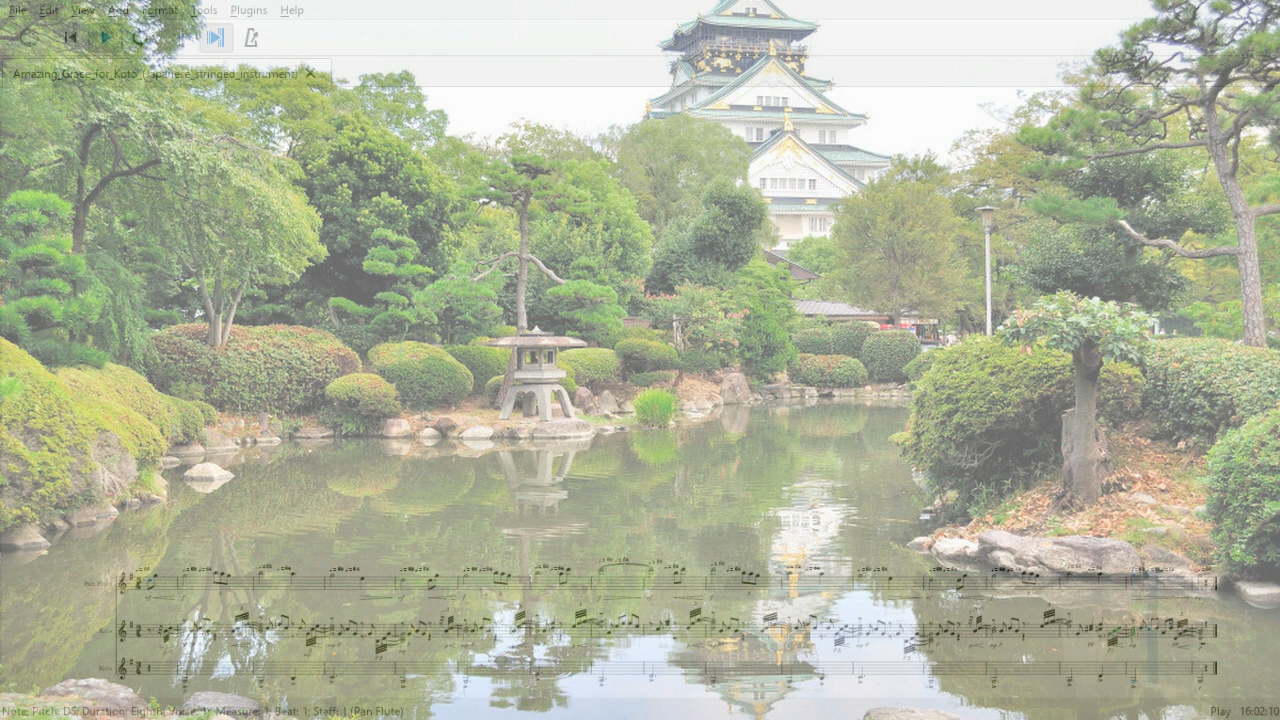 File Edit View Add Format Tools Plugins Help
Amazing_Grace_for_Koto_(Japanese_stringed_instrument)
Note; Pitch: D5; Duration: Eighth; Voice: 1; Measure: 1; Beat: 1; Staff: 1 (Pan Flute)
Play 16:02:10